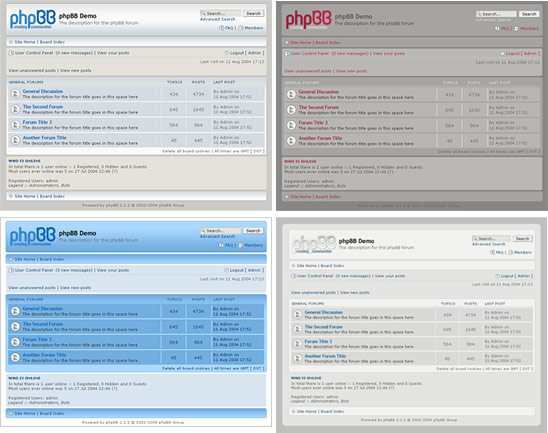 phpBB
creating communities
phpBB Demo
The description for the phpBB forum
Search
Advanced Search
FAQ | Members
Site Home | Board Index
User Control Panel (0 new messages) | View your posts
Logout [ Admin ]
Last visit on 11 Aug 2004 17:13
View unanswered posts | View new posts
GENERAL FORUMS TOPICS POSTS LAST POST
General Discussion
The description for the forum title goes in this space here
434 4734
By Admin on
11 Aug 2004 17:52
The Second Forum
The description for the forum title goes in this space here
645 1645
By Admin on
11 Aug 2004 17:52
Forum Title 3
The description for the forum title goes in this space here
564 964
By Admin on
11 Aug 2004 17:52
Another Forum Title
The description for the forum title goes in this space here
45 445
By Admin on
11 Aug 2004 17:52
Delete all board cookies | All times are GMT [ DST ]
WHO IS ONLINE
In total there is 1 user online :: 1 Registered, 0 Hidden and 0 Guests
Most users ever online was 5 on 27 Jul 2004 22:46
Registered Users: admin
Legend :: Administrators, Bots
Site Home | Board Index
Powered by phpBB 2.1.2 © 2002-2004 phpBB Group
phpBB
creating communities
phpBB Demo
The description for the phpBB forum
Search
Advanced Search
FAQ | Members
Site Home | Board Index
User Control Panel (0 new messages) | View your posts
Logout [ Admin ]
Last visit on 11 Aug 2004 17:13
View unanswered posts | View new posts
GENERAL FORUMS TOPICS POSTS LAST POST
General Discussion
The description for the forum title goes in this space here
434 4734
By Admin on
11 Aug 2004 17:52
The Second Forum
The description for the forum title goes in this space here
645 1645
By Admin on
11 Aug 2004 17:52
Forum Title 3
The description for the forum title goes in this space here
564 964
By Admin on
11 Aug 2004 17:52
Another Forum Title
The description for the forum title goes in this space here
45 445
By Admin on
11 Aug 2004 17:52
Delete all board cookies | All times are GMT [ DST ]
WHO IS ONLINE
In total there is 1 user online :: 1 Registered, 0 Hidden and 0 Guests
Most users ever online was 5 on 27 Jul 2004 22:46
Registered Users: admin
Legend :: Administrators, Bots
Site Home | Board Index
Powered by phpBB 2.1.2 © 2002-2004 phpBB Group
phpBB
creating communities
phpBB Demo
The description for the phpBB forum
Search
Advanced Search
FAQ | Members
Site Home | Board Index
User Control Panel (0 new messages) | View your posts
Logout [ Admin ]
Last visit on 11 Aug 2004 17:13
View unanswered posts | View new posts
GENERAL FORUMS TOPICS POSTS LAST POST
General Discussion
The description for the forum title goes in this space here
434 4734
By Admin on
11 Aug 2004 17:52
The Second Forum
The description for the forum title goes in this space here
645 1645
By Admin on
11 Aug 2004 17:52
Forum Title 3
The description for the forum title goes in this space here
564 964
By Admin on
11 Aug 2004 17:52
Another Forum Title
The description for the forum title goes in this space here
45 445
By Admin on
11 Aug 2004 17:52
Delete all board cookies | All times are GMT [ DST ]
WHO IS ONLINE
In total there is 1 user online :: 1 Registered, 0 Hidden and 0 Guests
Most users ever online was 5 on 27 Jul 2004 22:46
Registered Users: admin
Legend :: Administrators, Bots
Site Home | Board Index
Powered by phpBB 2.1.2 © 2002-2004 phpBB Group
phpBB
creating communities
phpBB Demo
The description for the phpBB forum
Search
Advanced Search
FAQ | Members
Site Home | Board Index
User Control Panel (0 new messages) | View your posts
Logout [ Admin ]
Last visit on 11 Aug 2004 17:13
View unanswered posts | View new posts
GENERAL FORUMS TOPICS POSTS LAST POST
General Discussion
The description for the forum title goes in this space here
434 4734
By Admin on
11 Aug 2004 17:52
The Second Forum
The description for the forum title goes in this space here
645 1645
By Admin on
11 Aug 2004 17:52
Forum Title 3
The description for the forum title goes in this space here
564 964
By Admin on
11 Aug 2004 17:52
Another Forum Title
The description for the forum title goes in this space here
45 445
By Admin on
11 Aug 2004 17:52
Delete all board cookies | All times are GMT [ DST ]
WHO IS ONLINE
In total there is 1 user online :: 1 Registered, 0 Hidden and 0 Guests
Most users ever online was 5 on 27 Jul 2004 22:46
Registered Users: admin
Legend :: Administrators, Bots
Site Home | Board Index
Powered by phpBB 2.1.2 © 2002-2004 phpBB Group